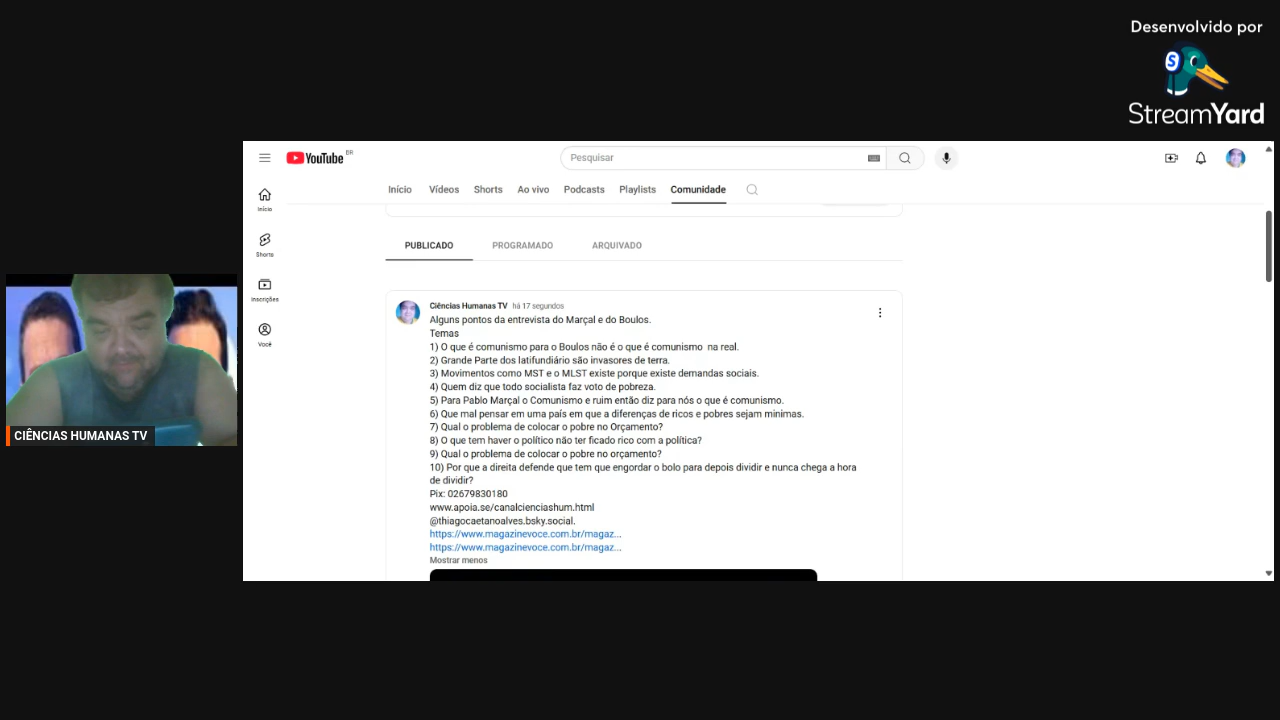 Desenvolvido por
StreamYard
YouTube BR
Pesquisar
Início
Vídeos
Shorts
Ao vivo
Podcasts
Playlists
Comunidade
Início
Shorts
Inscrições
Você
PUBLICADO
PROGRAMADO
ARQUIVADO
Ciências Humanas TV há 17 segundos
Alguns pontos da entrevista do Marçal e do Boulos.
Temas
1) O que é comunismo para o Boulos não é o que é comunismo na real.
2) Grande Parte dos latifundiário são invasores de terra.
3) Movimentos como MST e o MLST existe porque existe demandas sociais.
4) Quem diz que todo socialista faz voto de pobreza.
5) Para Pablo Marçal o Comunismo e ruim então diz para nós o que é comunismo.
6) Que mal pensar em uma país em que a diferenças de ricos e pobres sejam minimas.
7) Qual o problema de colocar o pobre no Orçamento?
8) O que tem haver o político não ter ficado rico com a política?
9) Qual o problema de colocar o pobre no orçamento?
10) Por que a direita defende que tem que engordar o bolo para depois dividir e nunca chega a hora
de dividir?
Pix: 02679830180
www.apoia.se/canalcienciashum.html
@thiagocaetanoalves.bsky.social.
https://www.magazinevoce.com.br/magaz...
https://www.magazinevoce.com.br/magaz...
Mostrar menos
CIÊNCIAS HUMANAS TV